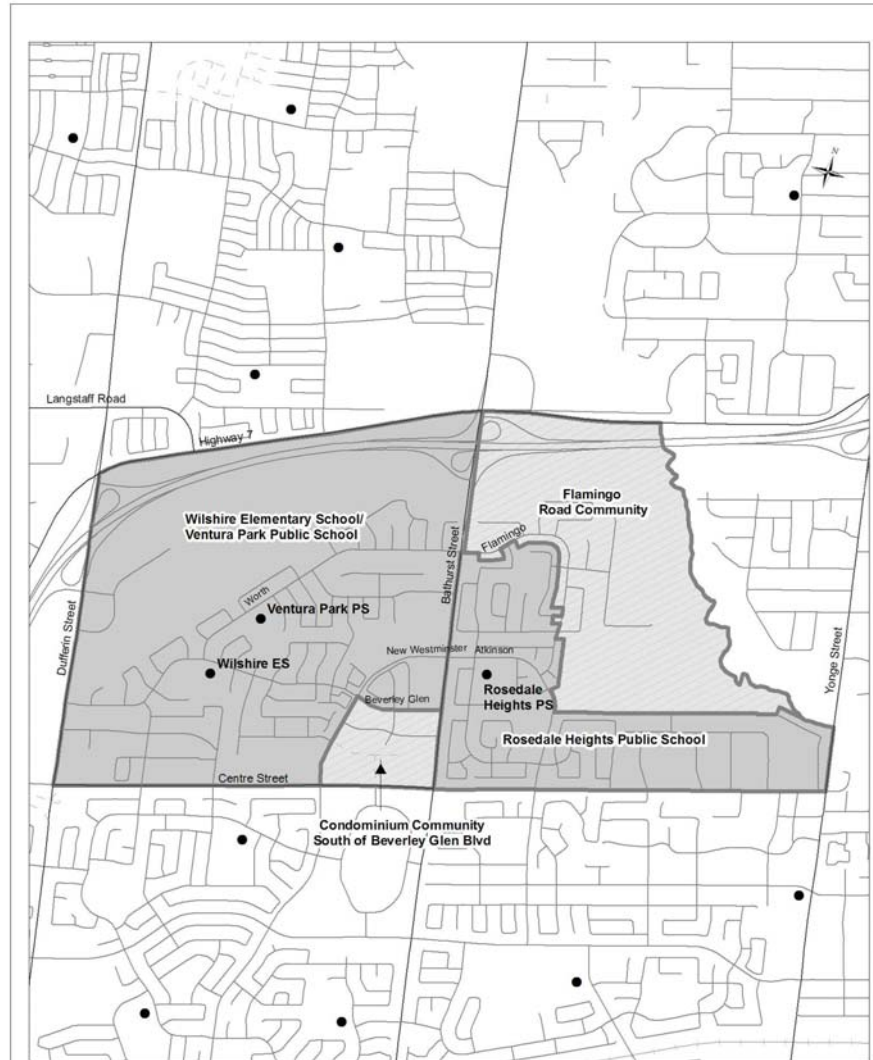 N
Langstaff Road
Highway 7
Wilshire Elementary School/
Ventura Park Public School
Flamingo
Road Community
Flamingo
Bathurst Street
Worth
Ventura Park PS
Dufferin Street
Wilshire ES
New Westminster
Atkinson
Rosedale
Heights PS
Yonge Street
Beverley Glen
Rosedale Heights Public School
Centre Street
Condominium Community
South of Beverley Glen Blvd